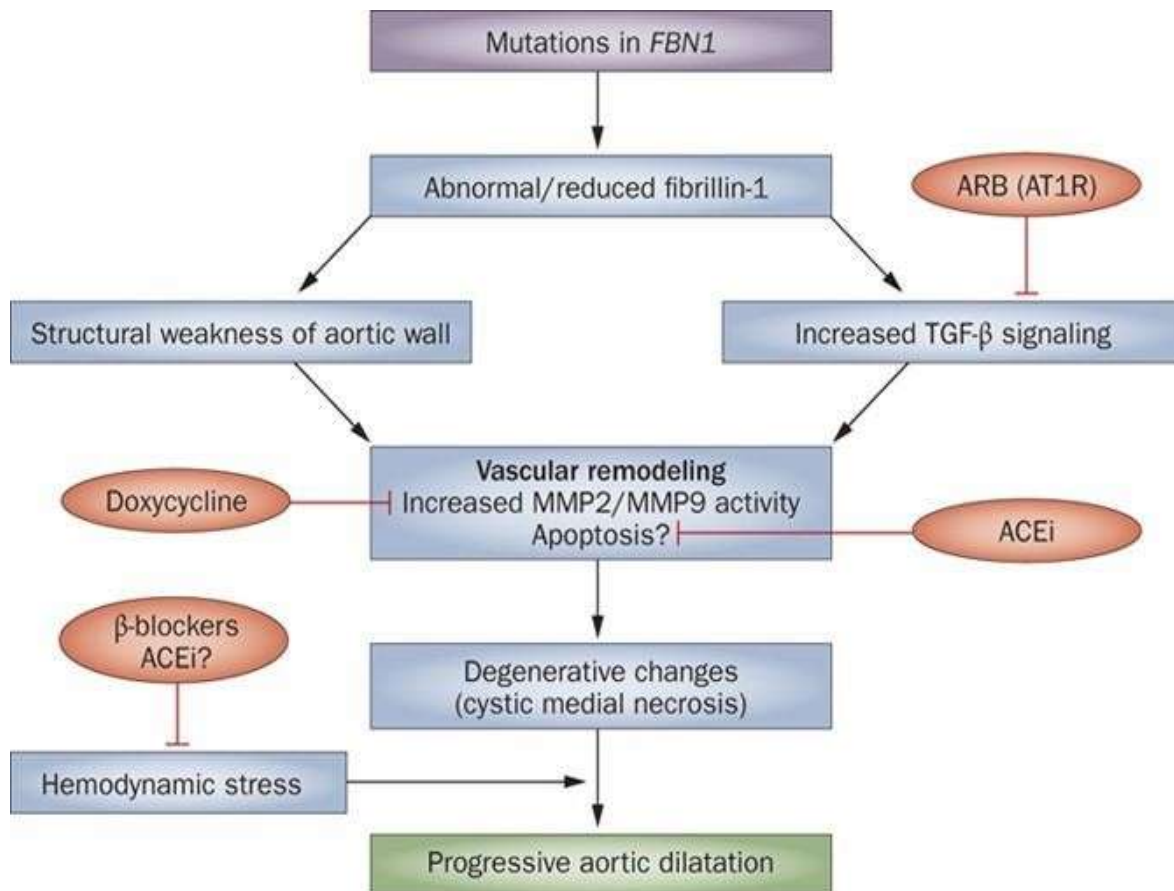 Mutations in FBN1
Abnormal/reduced fibrillin-1
ARB (AT1R)
Structural weakness of aortic wall
Increased TGF-β signaling
Vascular remodeling
Increased MMP2/MMP9 activity
Apoptosis?
Doxycycline
ACEi
β-blockers
ACEi?
Degenerative changes
(cystic medial necrosis)
Hemodynamic stress
Progressive aortic dilatation